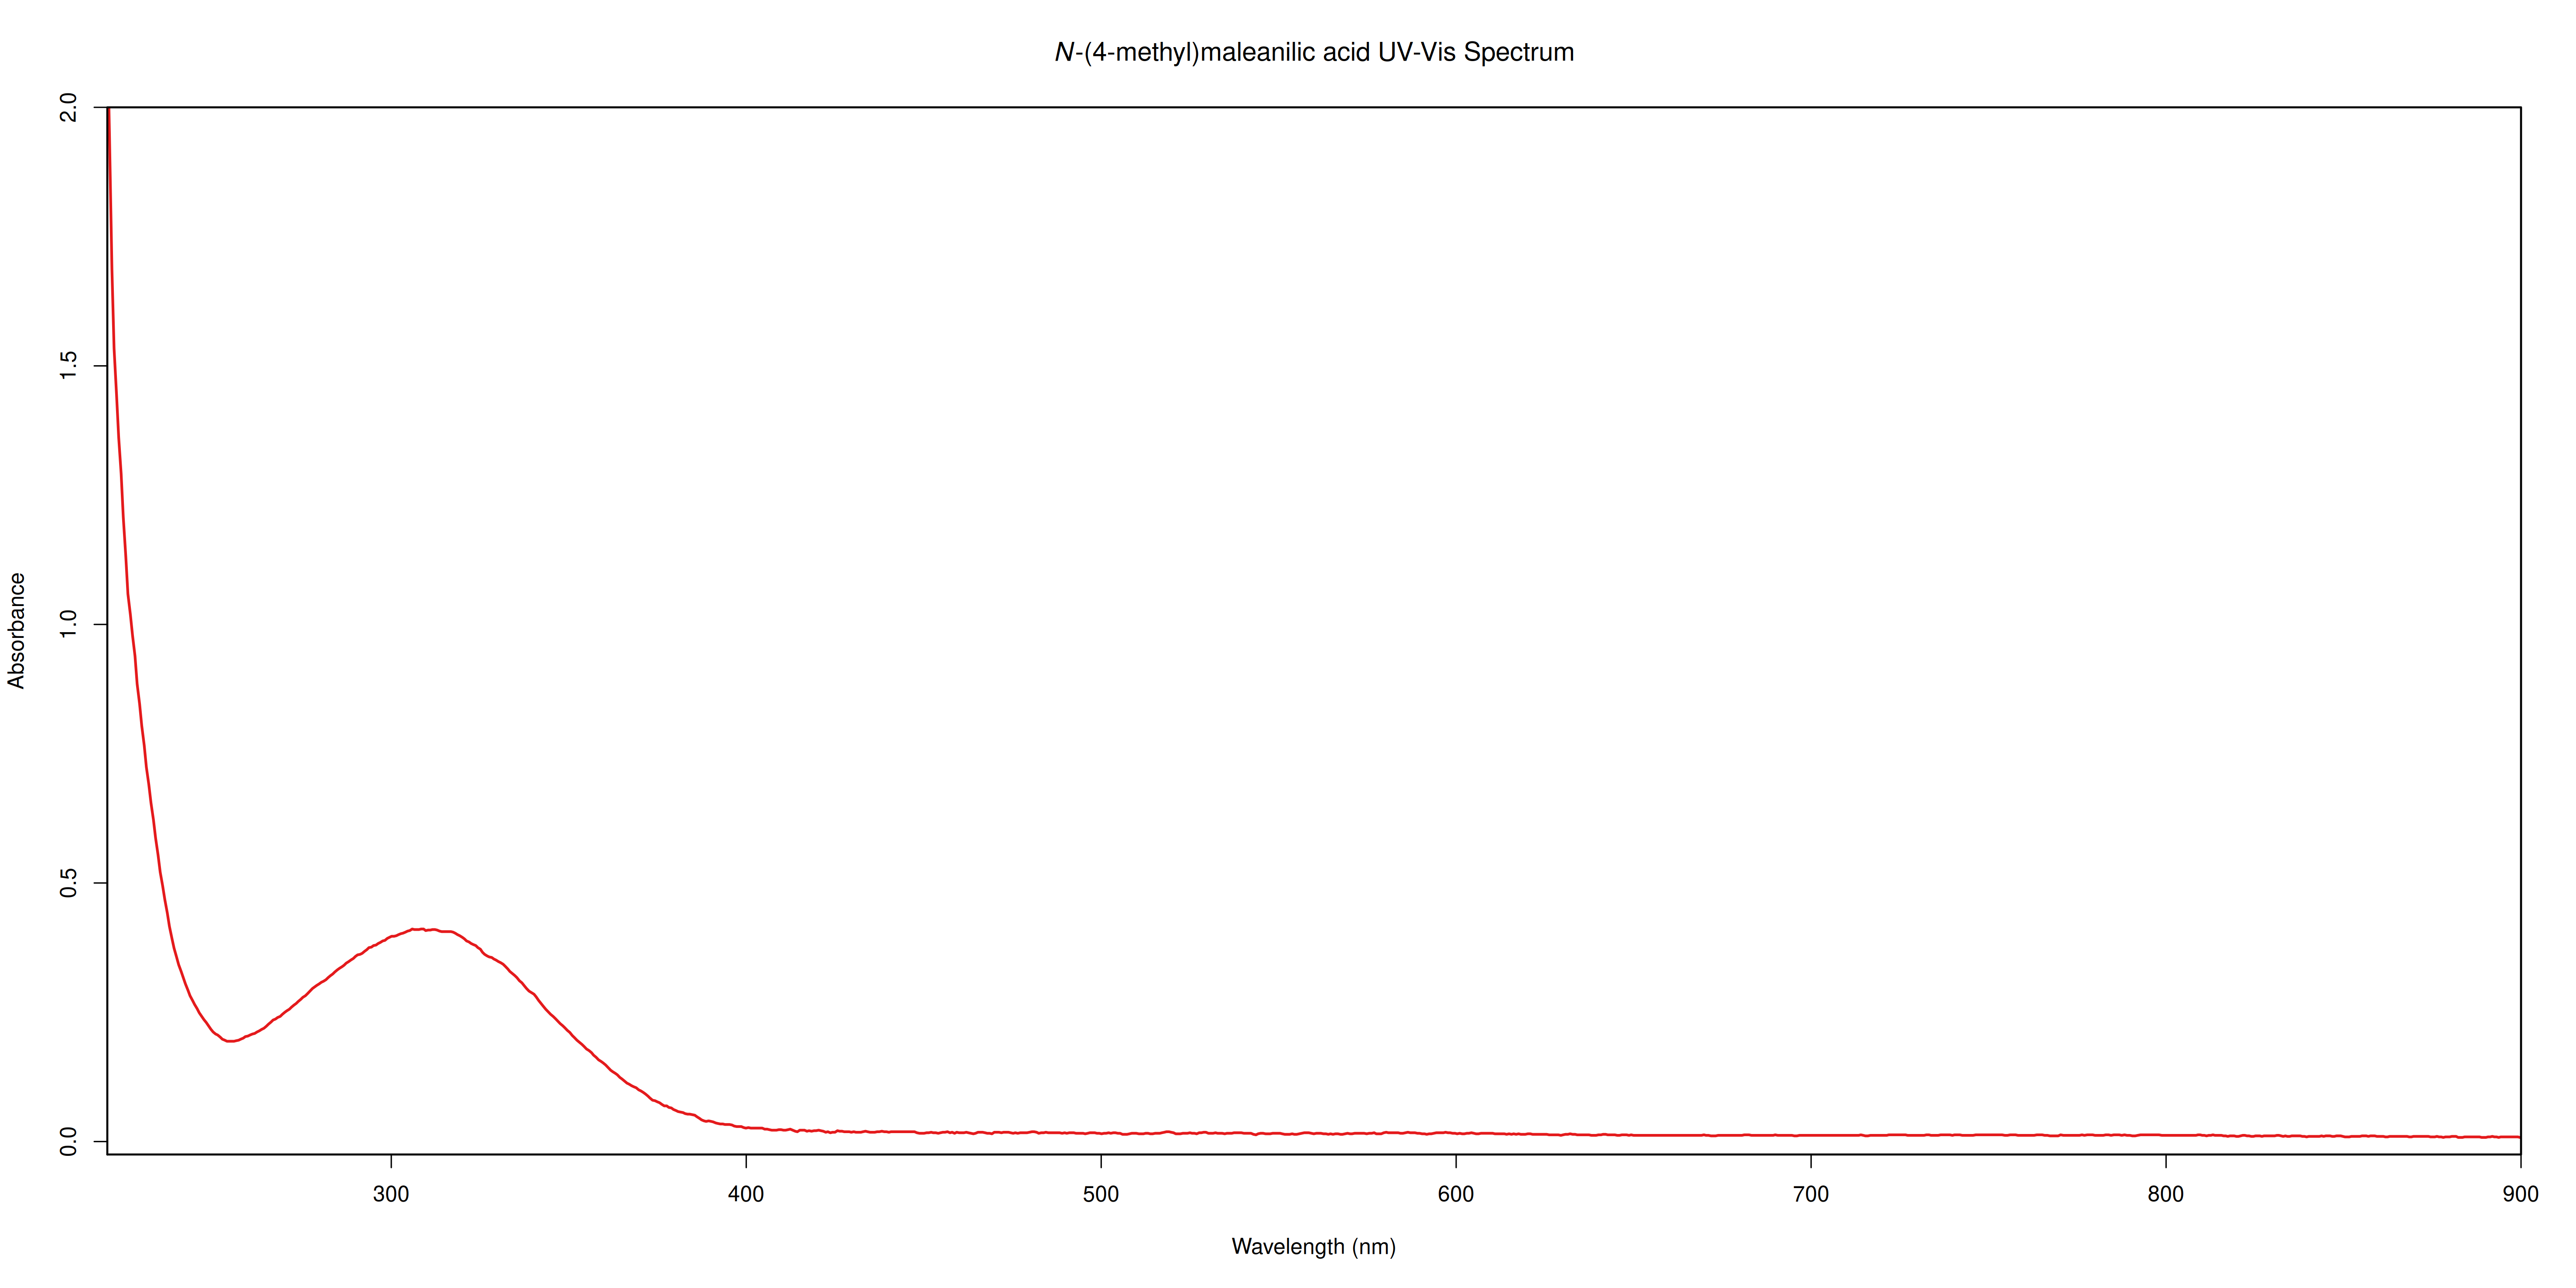 N-(4-methyl)maleanilic acid UV-Vis Spectrum
2.0
1.5
1.0
0.5
0.0
Absorbance
300 400 500 600 700 800 900
Wavelength (nm)